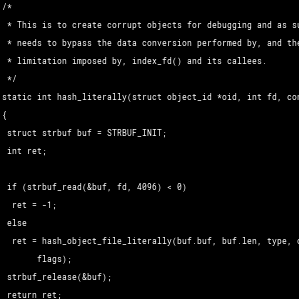 /*
 * This is to create corrupt objects for debugging and as su
 * needs to bypass the data conversion performed by, and the
 * limitation imposed by, index_fd() and its callees.
 */
static int hash_literally(struct object_id *oid, int fd, con
{
 struct strbuf buf = STRBUF_INIT;
 int ret;
 if (strbuf_read(&buf, fd, 4096) < 0)
  ret = -1;
 else
  ret = hash_object_file_literally(buf.buf, buf.len, type, o
       flags);
 strbuf_release(&buf);
 return ret;